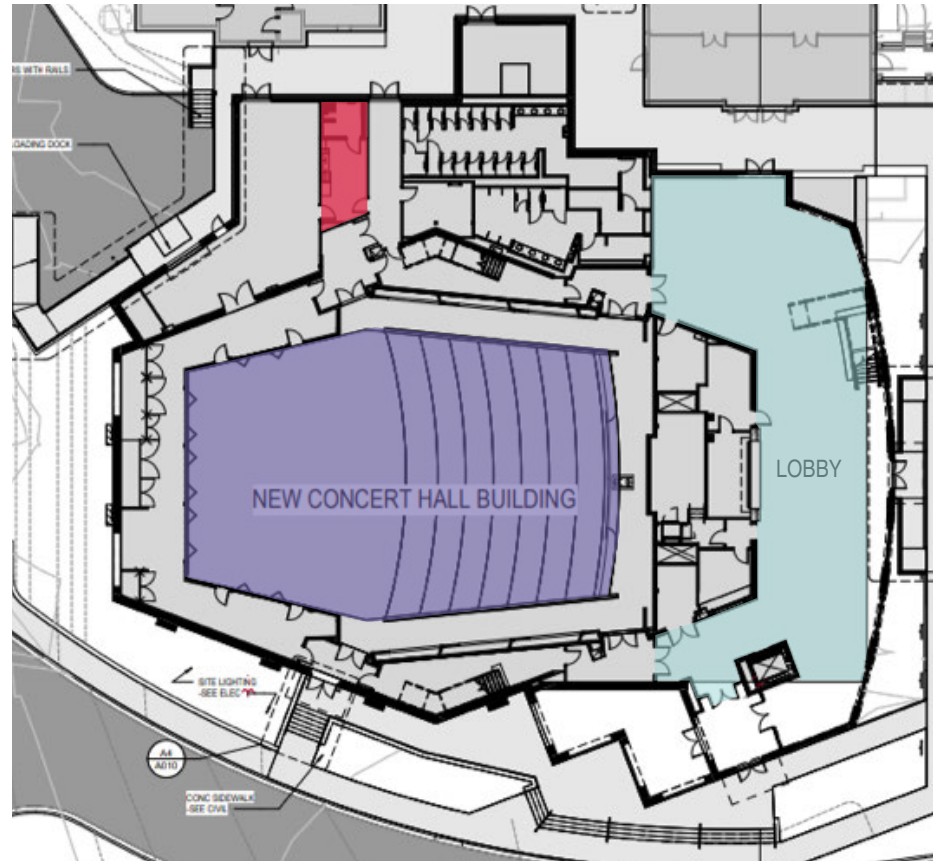 RS WITH RAILS
LOADING DOCK
LOBBY
NEW CONCERT HALL BUILDING
SITE LIGHTING
-SEE ELEC
A4
A010
CONC SIDEWALK
-SEE CIVIL